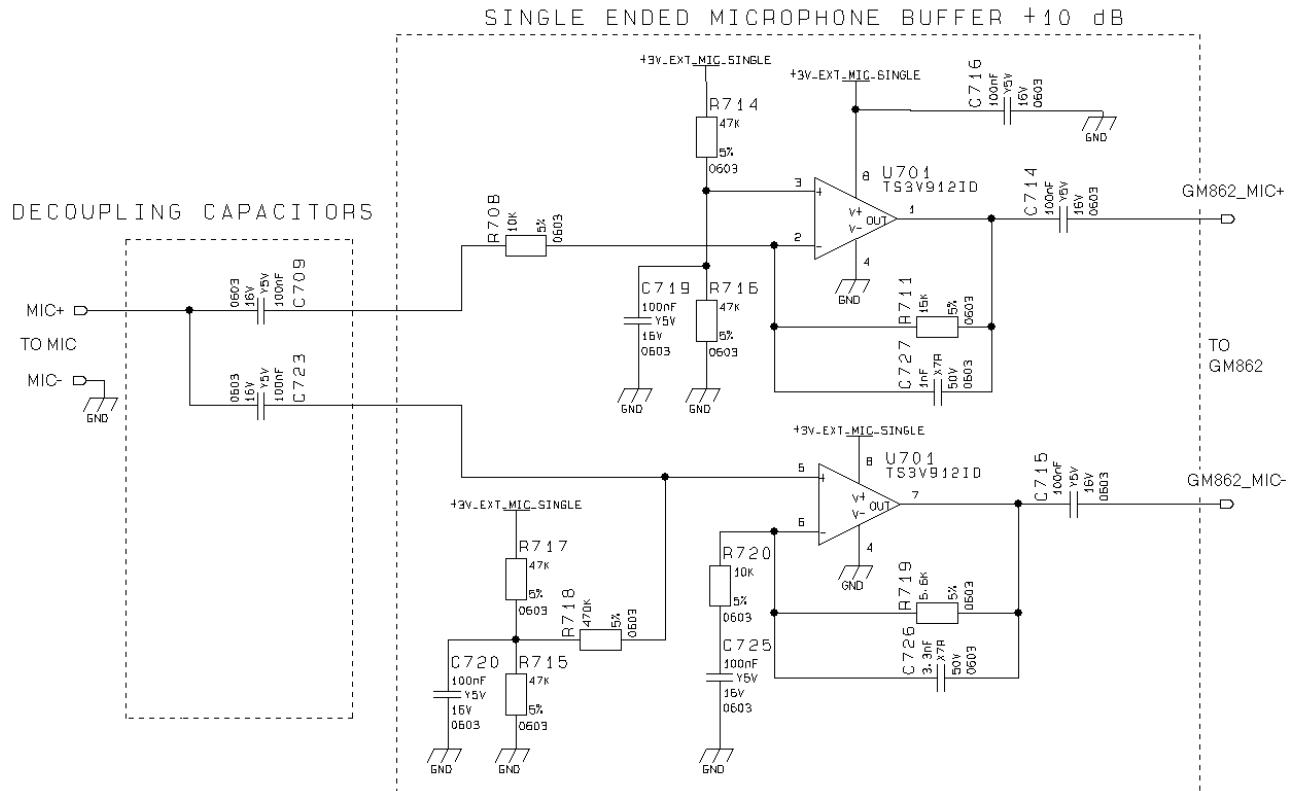 SINGLE ENDED MICROPHONE BUFFER +10 dB
DECOUPLING CAPACITORS
MIC+
TO MIC
MIC-
GND
0603
16V
Y5V
100nF
C709
0603
16V
Y5V
100nF
C723
R708
10K
5%
0603
+3V_EXT_MIC_SINGLE
R714
47K
5%
0603
+3V_EXT_MIC_SINGLE
C716
100nF
Y5V
16V
0603
GND
3
+
2
-
8
U701
TS3V912ID
V+
V-
OUT
1
4
GND
C714
100nF
Y5V
16V
0603
GM862_MIC+
C719
100nF
Y5V
16V
0603
GND
R716
47K
5%
0603
GND
R711
15K
5%
0603
C727
1nF
X7R
50V
0603
TO
GM862
+3V_EXT_MIC_SINGLE
5
+
6
-
8
U701
TS3V912ID
V+
V-
OUT
7
4
GND
C715
100nF
Y5V
16V
0603
GM862_MIC-
+3V_EXT_MIC_SINGLE
R717
47K
5%
0603
R718
470K
5%
0603
C720
100nF
Y5V
16V
0603
GND
R715
47K
5%
0603
GND
R720
10K
5%
0603
C725
100nF
Y5V
16V
0603
GND
R719
5.6K
5%
0603
C726
3.3nF
X7R
50V
0603